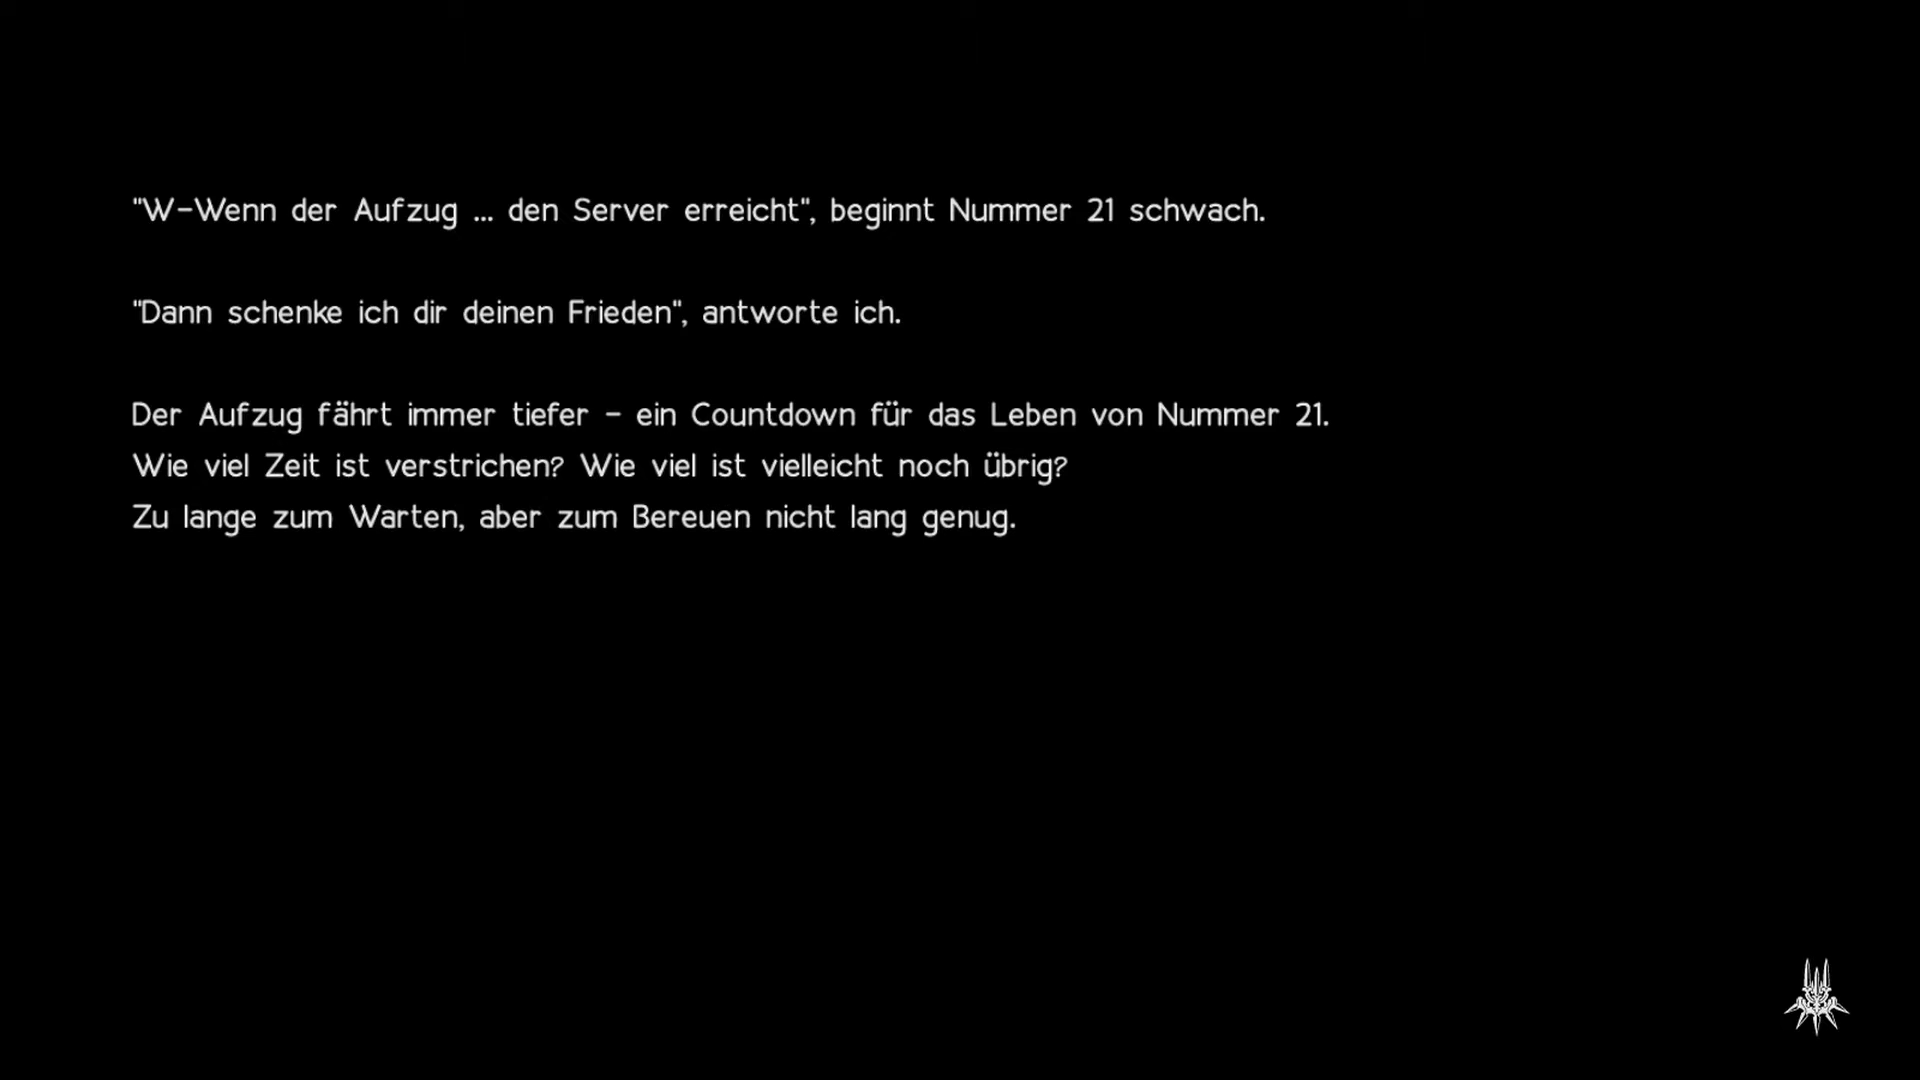 "W-Wenn der Aufzug ... den Server erreicht", beginnt Nummer 21 schwach.
"Dann schenke ich dir deinen Frieden", antworte ich.
Der Aufzug fährt immer tiefer – ein Countdown für das Leben von Nummer 21.
Wie viel Zeit ist verstrichen? Wie viel ist vielleicht noch übrig?
Zu lange zum Warten, aber zum Bereuen nicht lang genug.